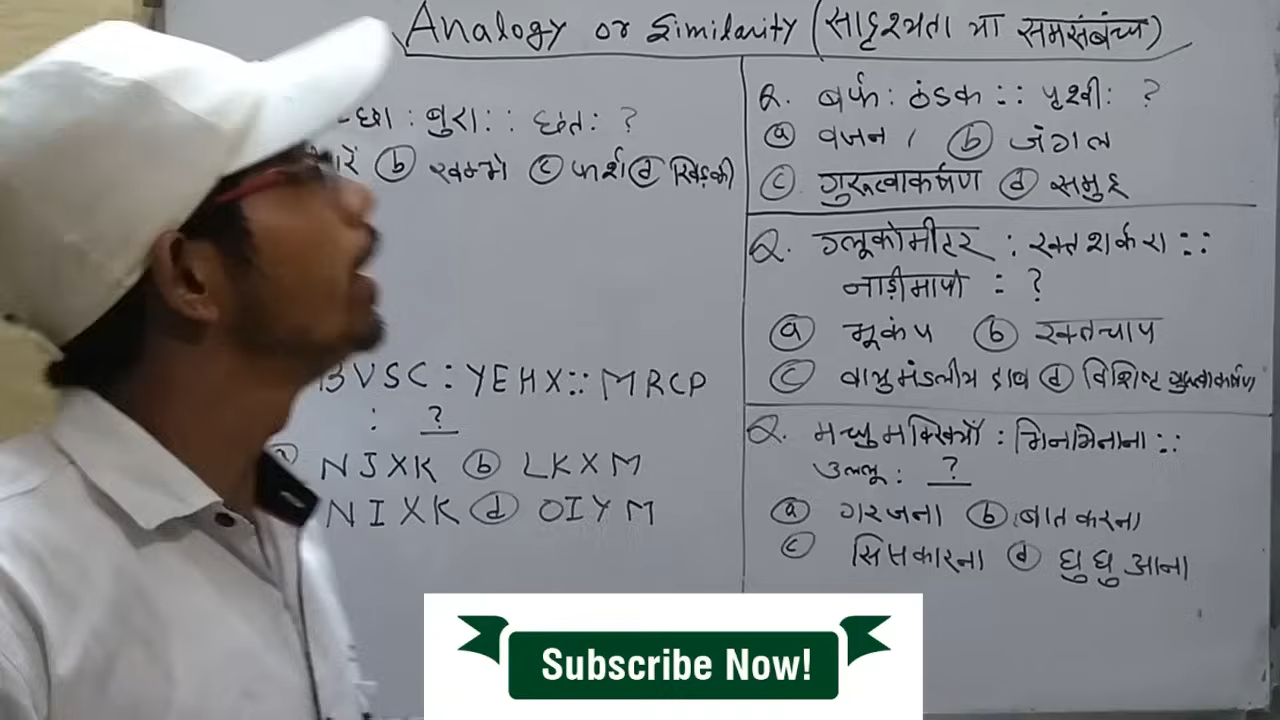 Analogy or Similarity (सादृश्यता या समसंबंध)
च्छा : बुरा :: छत : ?
रें (b) खम्भे (c) फर्श (d) खिड़की
BVSC : YEHX :: MRCP
: ?
(a) NJXK (b) LKXM
NIXK (d) OIYM
Q. बर्फ : ठंडक :: पृथ्वी : ?
(a) वजन । (b) जंगल
(c) गुरूत्वाकर्षण (d) समुद्र
Q. ग्लूकोमीटर : रक्त शर्करा ::
नाड़ीमापी : ?
(a) भूकंप (b) रक्तचाप
(c) वायुमंडलीय दाब (d) विशिष्ट गुरुत्वाकर्षण
Q. मधुमक्खियाँ : भिनभिनाना ::
उल्लू : ?
(a) गरजना (b) बात करना
(c) सिसकारना (d) घुघुआना
Subscribe Now!